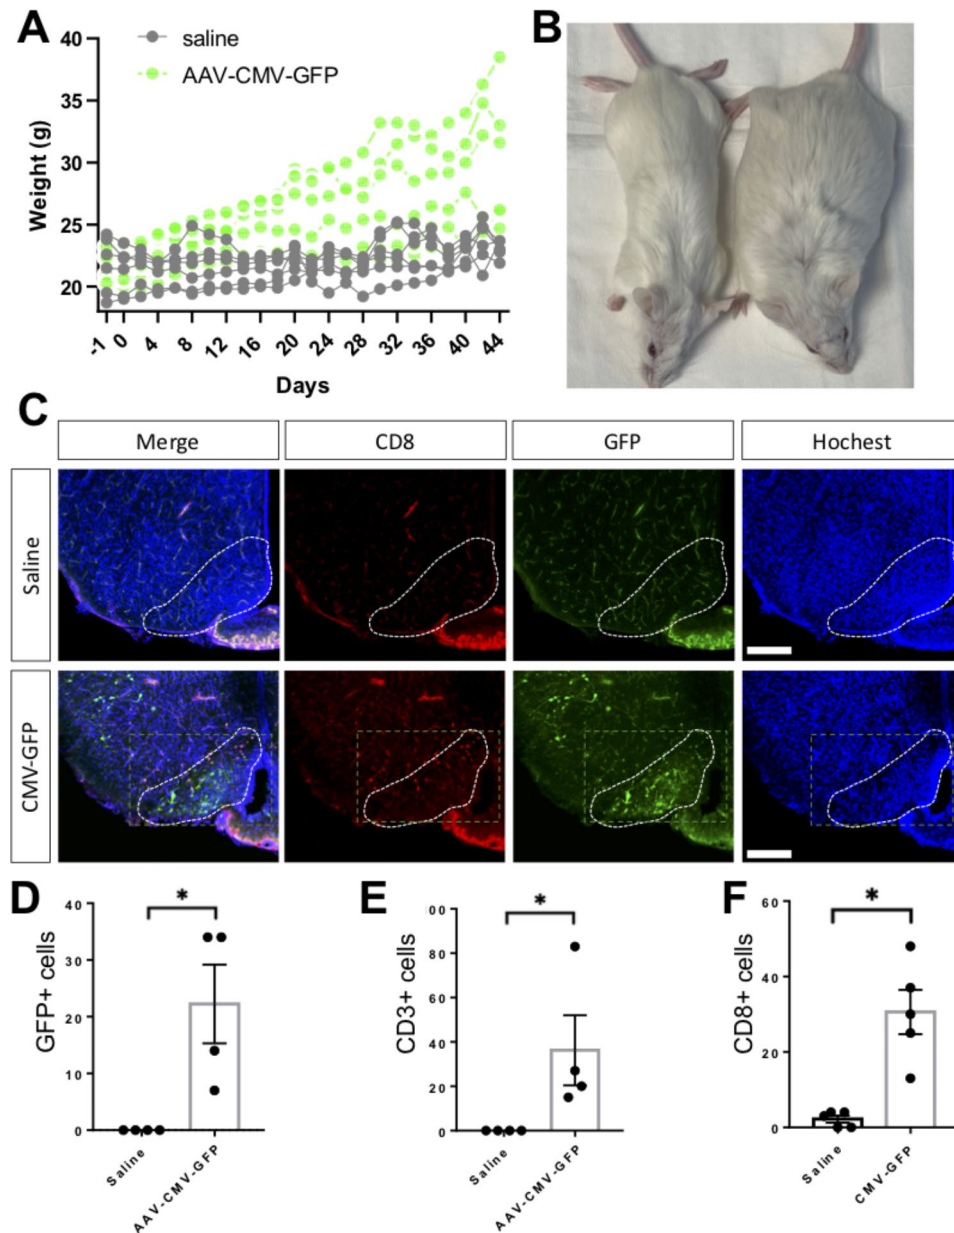 A
saline
AAV-CMV-GFP
Weight (g)
40
35
30
25
20
-1 0 4 8 12 16 20 24 28 32 36 40 44
Days
B
C
Merge CD8 GFP Hochest
Saline
CMV-GFP
D
GFP+ cells
40
30
20
10
0
*
Saline
AAV-CMV-GFP
E
CD3+ cells
00
80
60
40
20
0
*
Saline
AAV-CMV-GFP
F
CD8+ cells
60
40
20
0
*
Saline
CMV-GFP